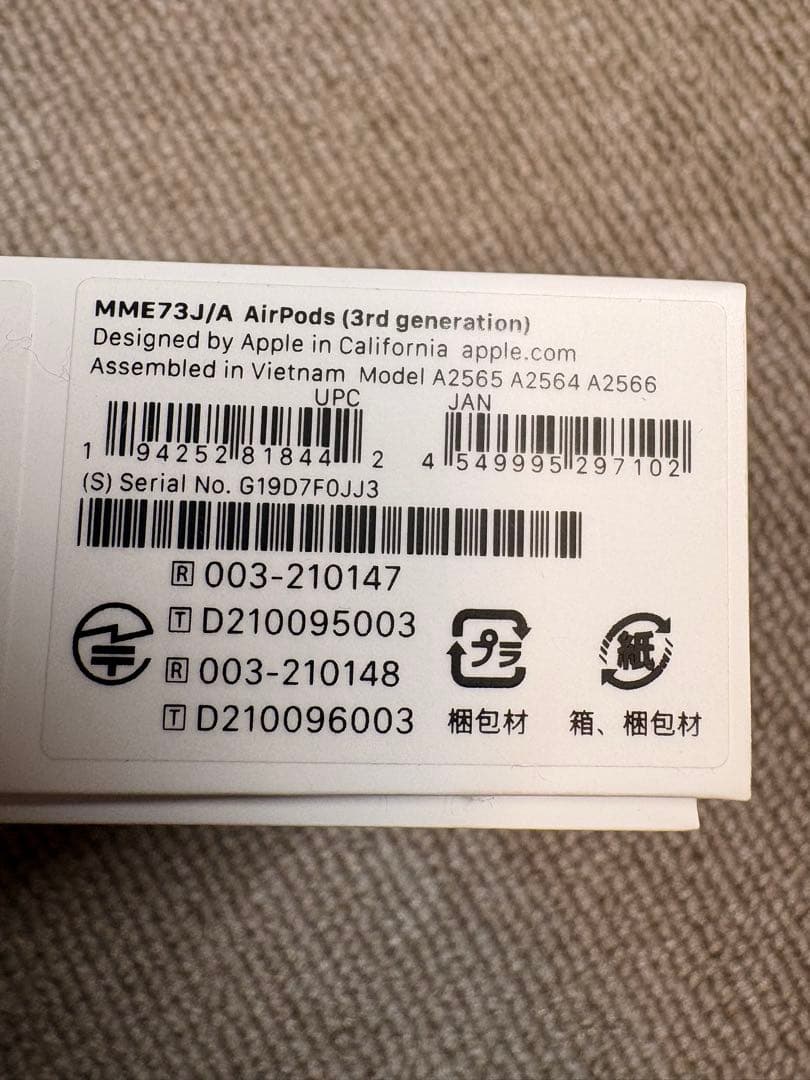 MME73J/A AirPods (3rd generation)
Designed by Apple in California apple.com
Assembled in Vietnam Model A2565 A2564 A2566
UPC JAN
1 94252 81844 2 4 549995 297102
(S) Serial No. G19D7F0JJ3
R 003-210147
T D210095003
R 003-210148
T D210096003
プラ
梱包材
紙
箱、梱包材